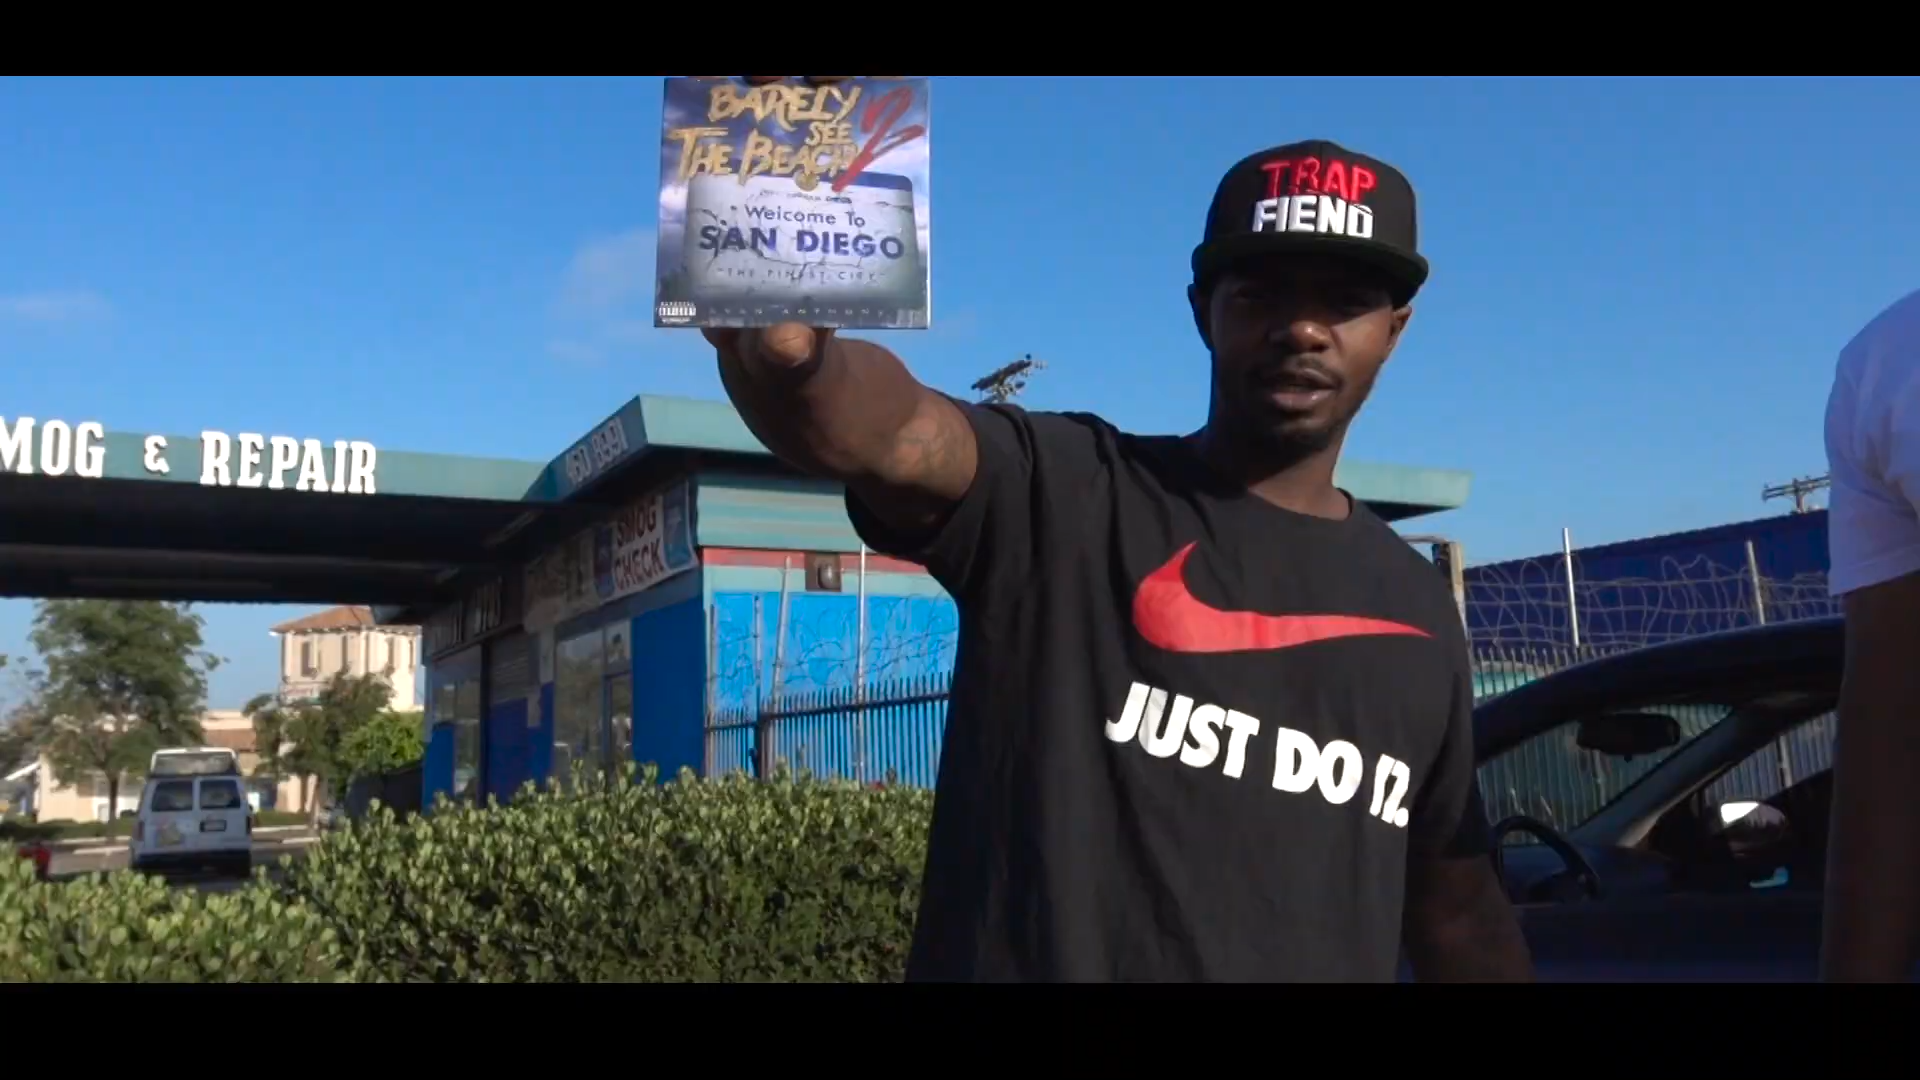 BARELY
SEE
THE BEACH 2
Welcome To
SAN DIEGO
"THE FINEST CITY"
TRAP
FIEND
MOG & REPAIR
SMOG
CHECK
JUST DO IT.